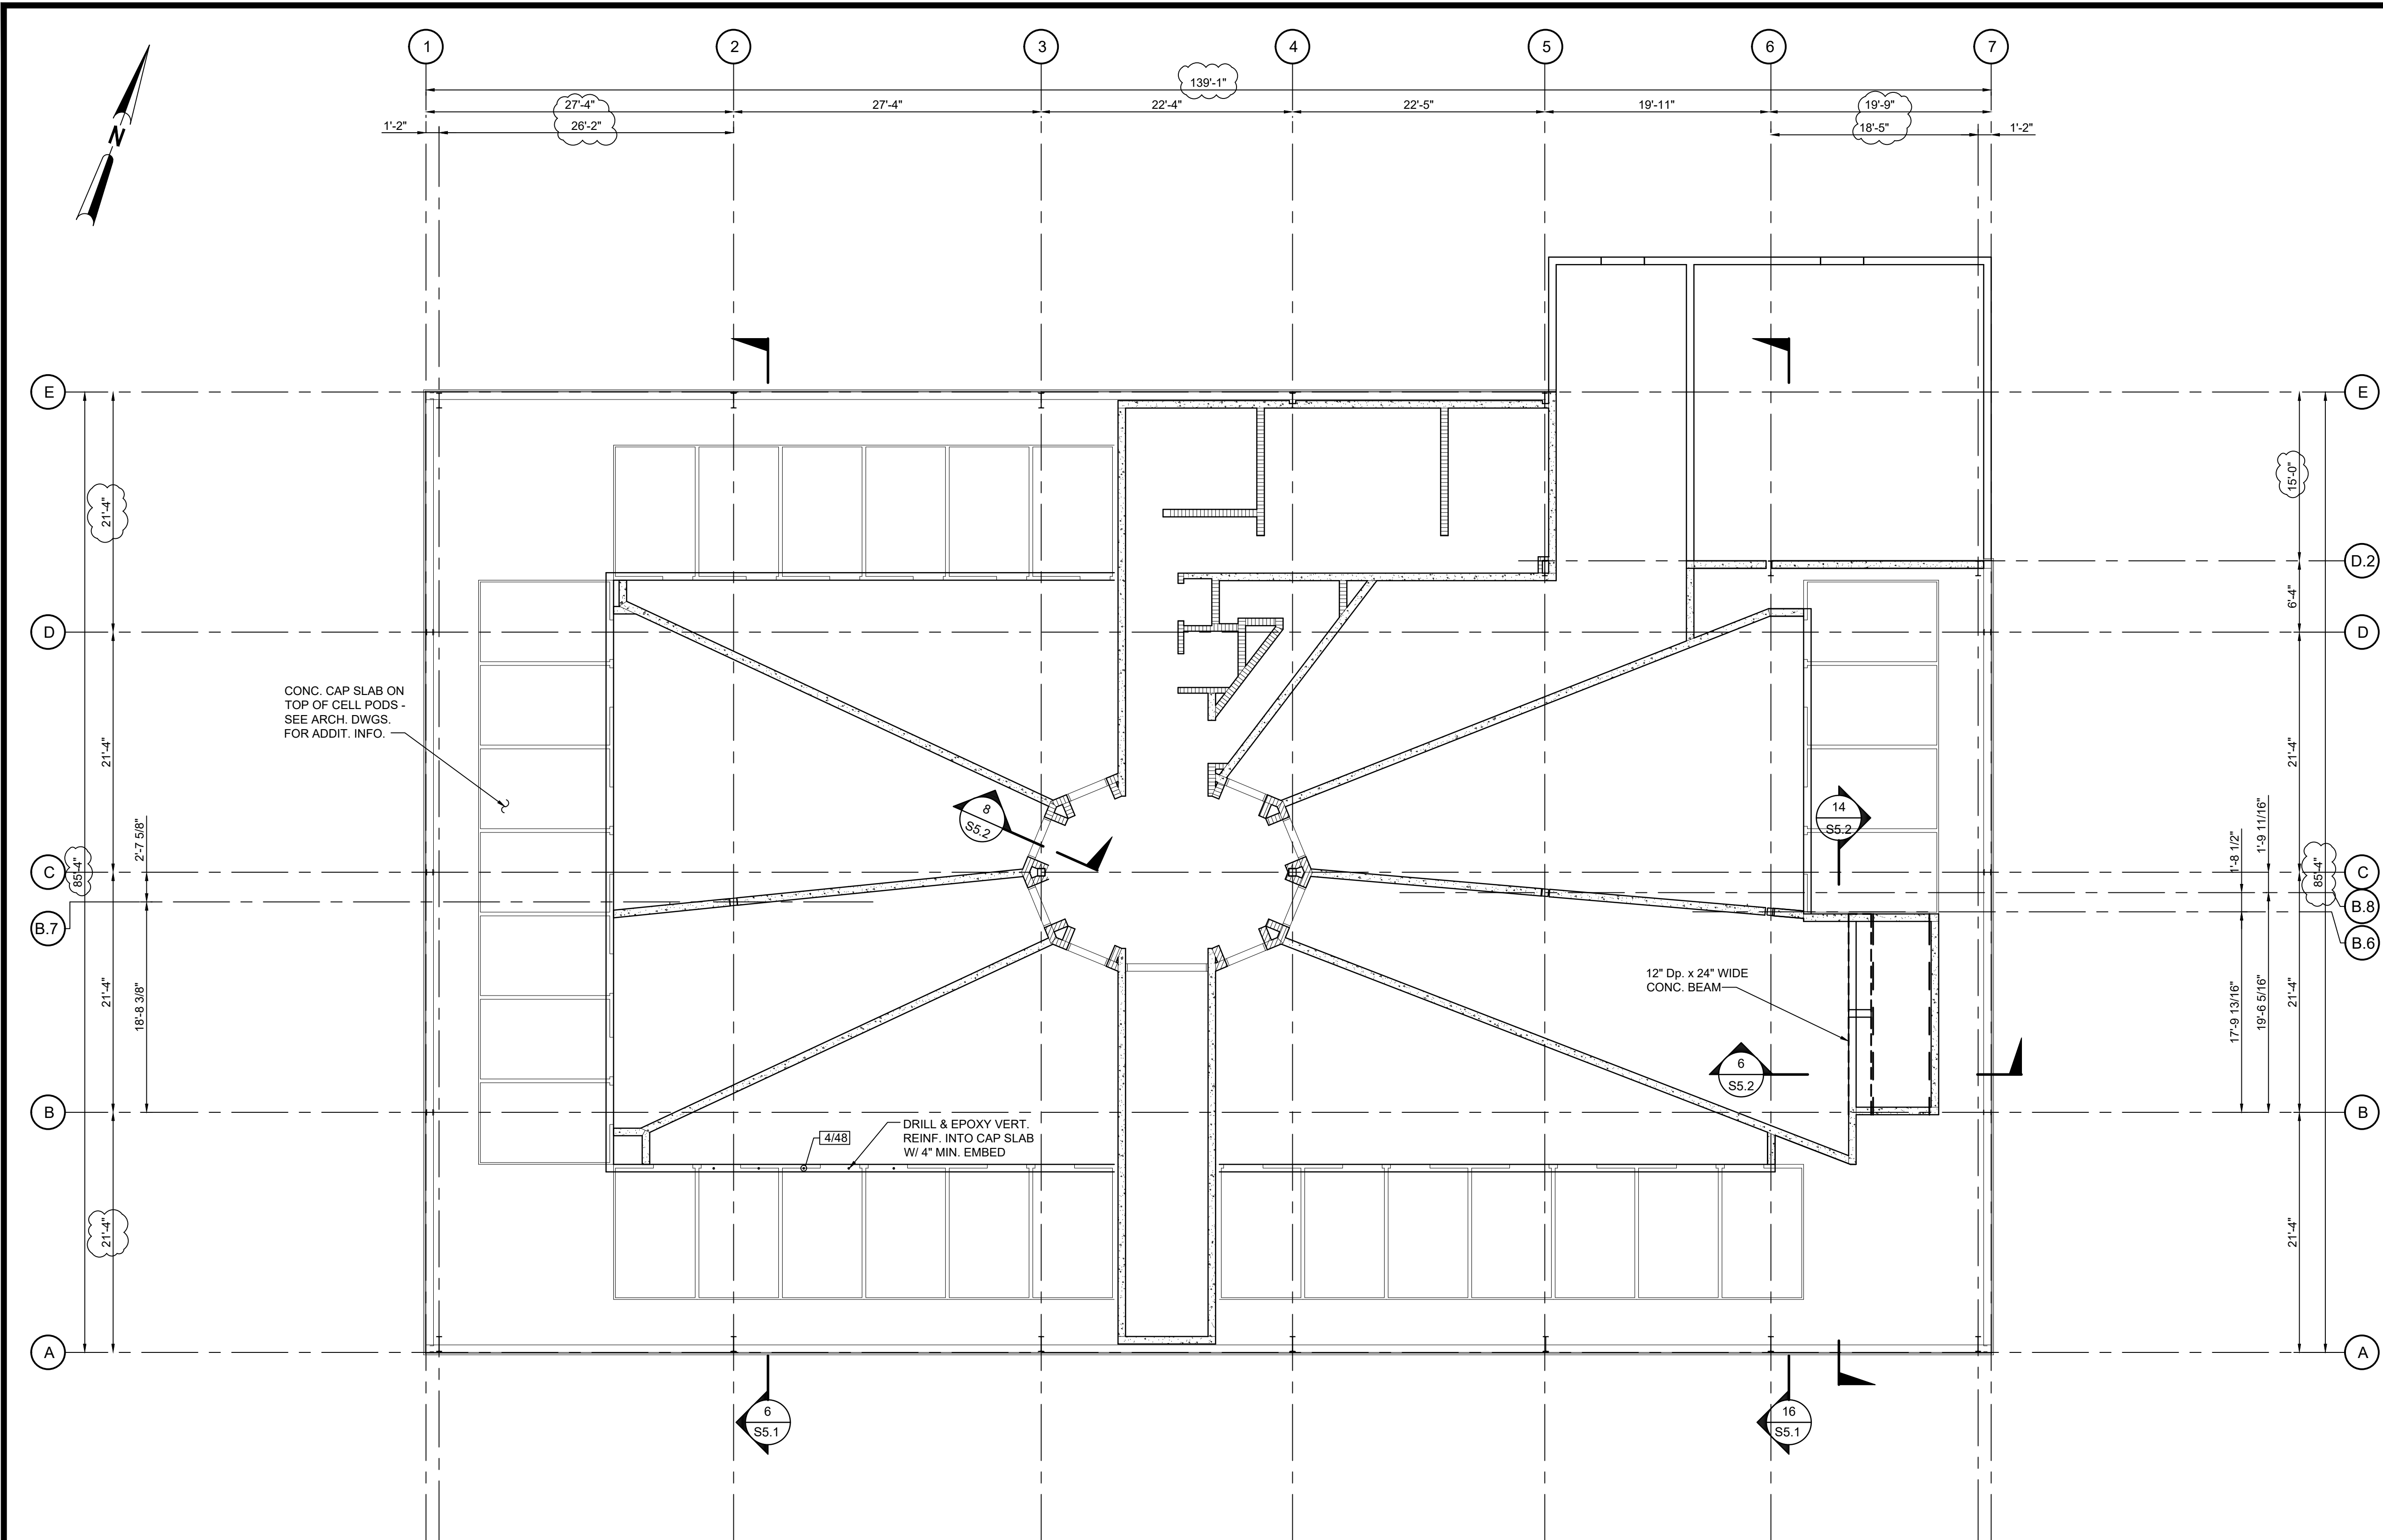 1
2
3
4
5
6
7
139'-1"
27'-4"
27'-4"
22'-4"
22'-5"
19'-11"
19'-9"
1'-2"
26'-2"
18'-5"
1'-2"
N
E
E
21'-4"
15'-0"
D.2
6'-4"
D
D
CONC. CAP SLAB ON
TOP OF CELL PODS -
SEE ARCH. DWGS.
FOR ADDIT. INFO.
21'-4"
21'-4"
8
S5.2
14
S5.2
2'-7 5/8"
1'-8 1/2"
1'-9 11/16"
C
85'-4"
85'-4"
C
B.7
B.8
B.6
12" Dp. x 24" WIDE
CONC. BEAM
21'-4"
18'-8 3/8"
17'-9 13/16"
19'-6 5/16"
21'-4"
6
S5.2
B
B
4/48
DRILL & EPOXY VERT.
REINF. INTO CAP SLAB
W/ 4" MIN. EMBED
21'-4"
21'-4"
A
A
6
S5.1
16
S5.1